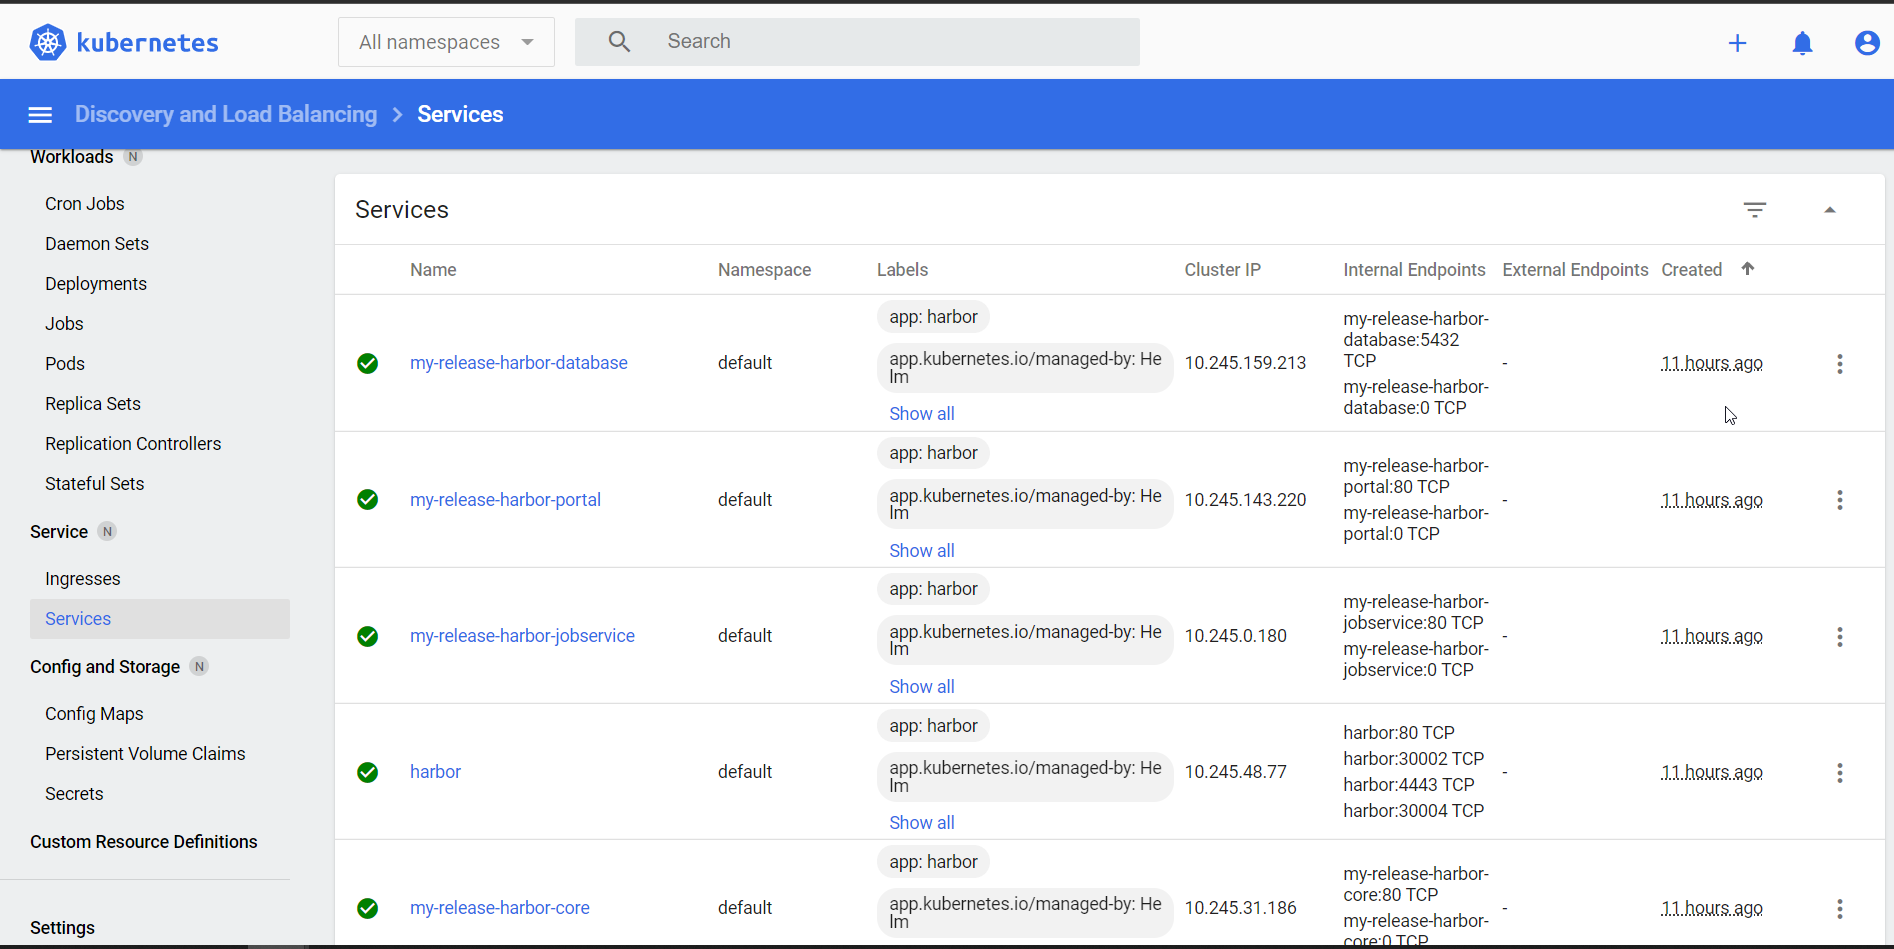 kubernetes
All namespaces
Search
Discovery and Load Balancing
Services
Workloads N
Cron Jobs
Daemon Sets
Deployments
Jobs
Pods
Replica Sets
Replication Controllers
Stateful Sets
Service N
Ingresses
Services
Config and Storage N
Config Maps
Persistent Volume Claims
Secrets
Custom Resource Definitions
Settings
Services
Name Namespace Labels Cluster IP Internal Endpoints External Endpoints Created
my-release-harbor-database
default
app: harbor
app.kubernetes.io/managed-by: He
lm
Show all
10.245.159.213
my-release-harbor-
database:5432
TCP
my-release-harbor-
database:0 TCP
-
11 hours ago
my-release-harbor-portal
default
app: harbor
app.kubernetes.io/managed-by: He
lm
Show all
10.245.143.220
my-release-harbor-
portal:80 TCP
my-release-harbor-
portal:0 TCP
-
11 hours ago
my-release-harbor-jobservice
default
app: harbor
app.kubernetes.io/managed-by: He
lm
Show all
10.245.0.180
my-release-harbor-
jobservice:80 TCP
my-release-harbor-
jobservice:0 TCP
-
11 hours ago
harbor
default
app: harbor
app.kubernetes.io/managed-by: He
lm
Show all
10.245.48.77
harbor:80 TCP
harbor:30002 TCP
harbor:4443 TCP
harbor:30004 TCP
-
11 hours ago
my-release-harbor-core
default
app: harbor
app.kubernetes.io/managed-by: He
lm
10.245.31.186
my-release-harbor-
core:80 TCP
my-release-harbor-
core:0 TCP
-
11 hours ago